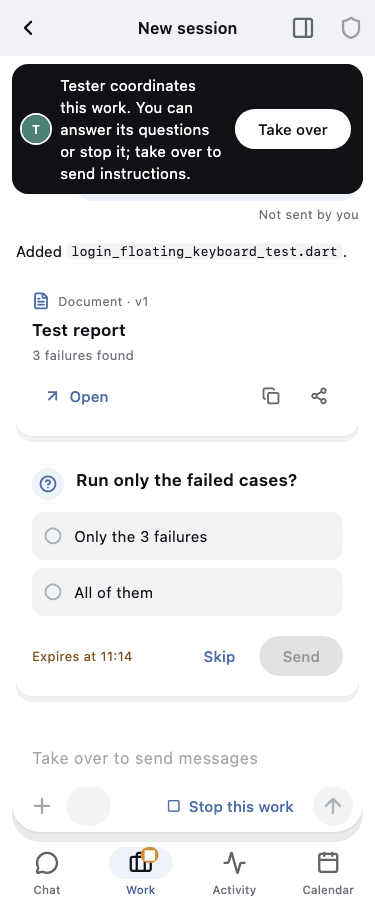 New session
T
Tester coordinates
this work. You can
answer its questions
or stop it; take over to
send instructions.
Take over
Not sent by you
Added login_floating_keyboard_test.dart.
Document · v1
Test report
3 failures found
Open
Run only the failed cases?
Only the 3 failures
All of them
Expires at 11:14
Skip
Send
Take over to send messages
Stop this work
Chat
Work
Activity
Calendar